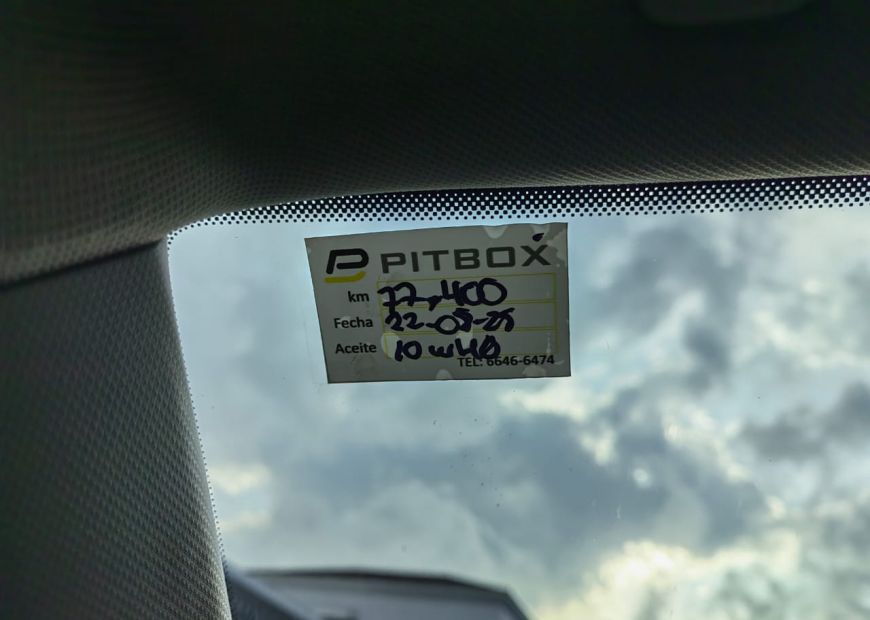 PITBOX
km 77,400
Fecha 22-05-25
Aceite 10w40
TEL: 6646-6474